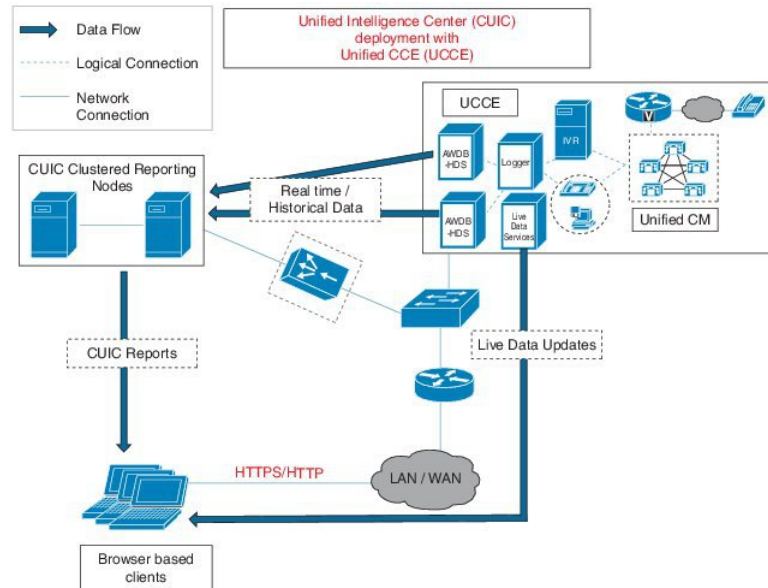 Data Flow
Logical Connection
Network
Connection
Unified Intelligence Center (CUIC)
deployment with
Unified CCE (UCCE)
UCCE
AWDB
-HDS
Logger
IVR
V
AWDB
-HDS
Live
Data
Services
Unified CM
CUIC Clustered Reporting
Nodes
Real time /
Historical Data
CUIC Reports
Live Data Updates
HTTPS/HTTP
LAN / WAN
Browser based
clients